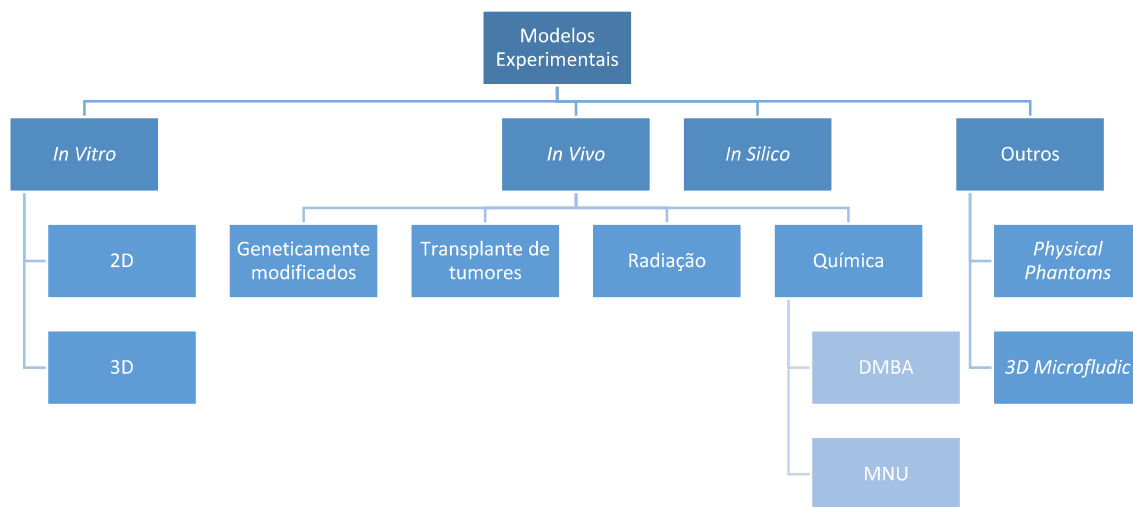 Modelos
Experimentais
In Vitro
In Vivo
In Silico
Outros
2D
Geneticamente
modificados
Transplante de
tumores
Radiação
Química
Physical
Phantoms
3D
DMBA
3D Microfludic
MNU